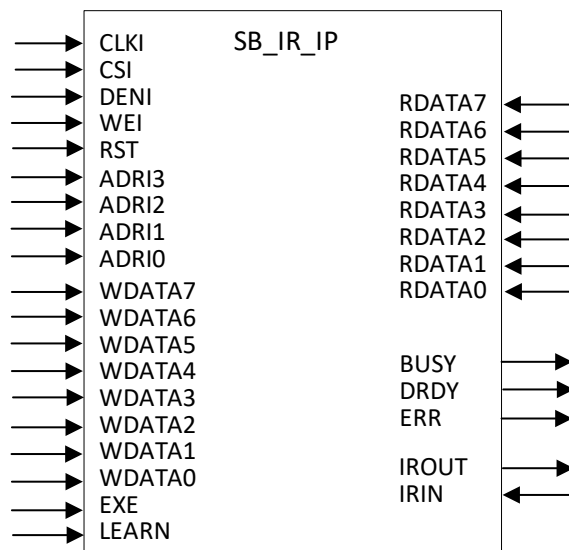 SB_IR_IP
CLKI
CSI
DENI
WEI
RST
ADRI3
ADRI2
ADRI1
ADRI0
WDATA7
WDATA6
WDATA5
WDATA4
WDATA3
WDATA2
WDATA1
WDATA0
EXE
LEARN
RDATA7
RDATA6
RDATA5
RDATA4
RDATA3
RDATA2
RDATA1
RDATA0
BUSY
DRDY
ERR
IROUT
IRIN